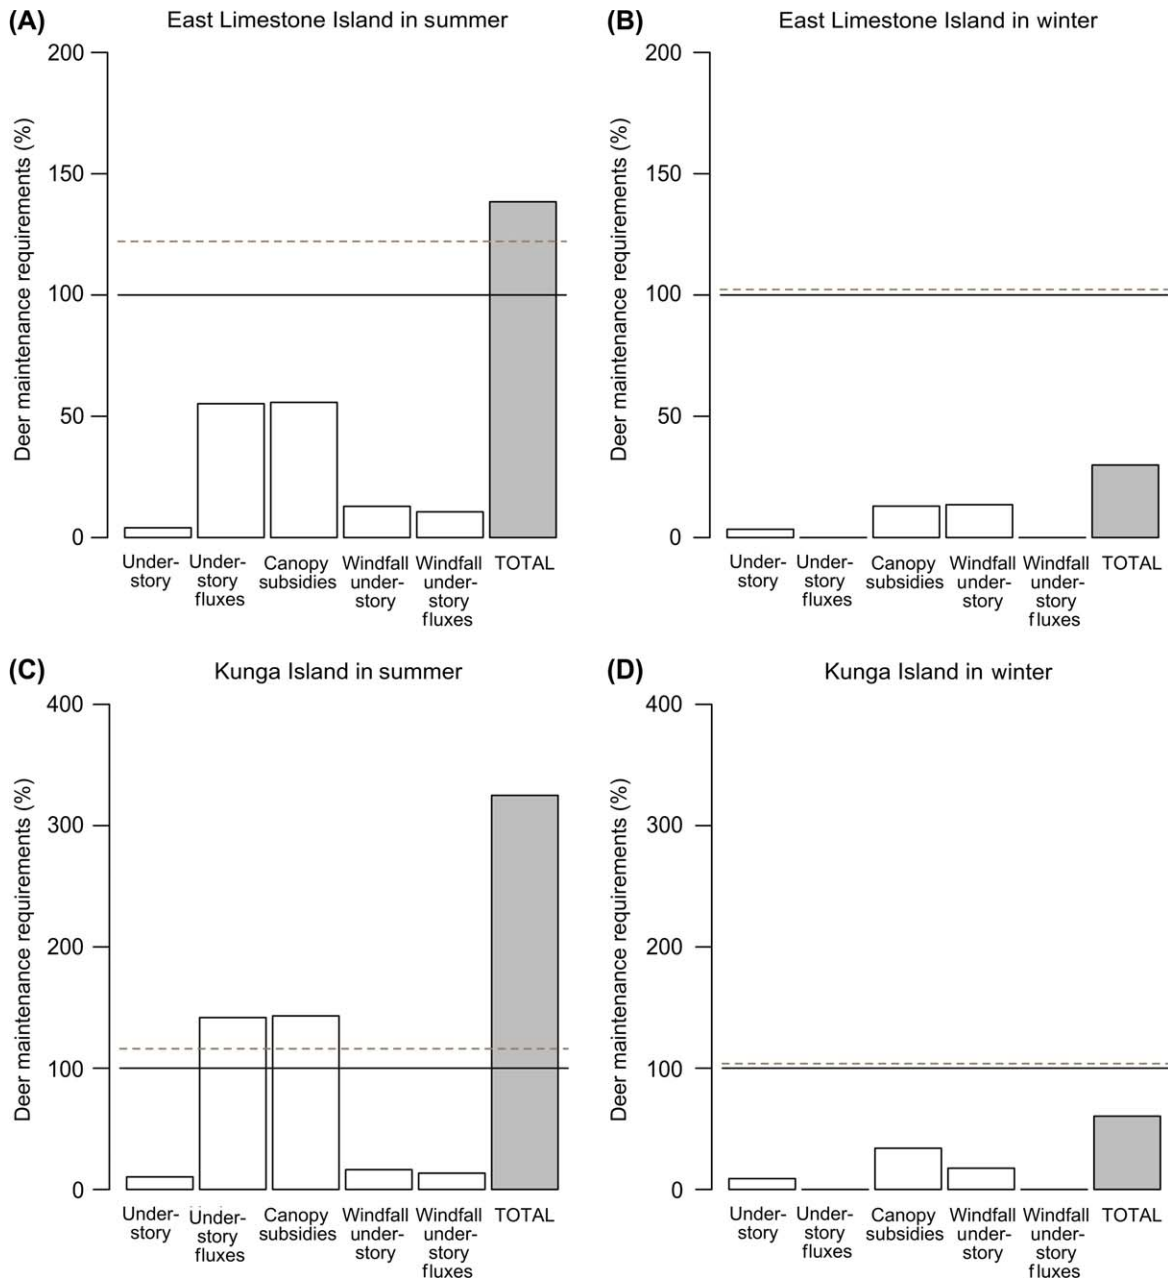 (A) East Limestone Island in summer
Deer maintenance requirements (%)
200
150
100
50
0
Under-
story
Under-
story
fluxes
Canopy
subsidies
Windfall
under-
story
Windfall
under-
story
fluxes
TOTAL
(B) East Limestone Island in winter
Deer maintenance requirements (%)
200
150
100
50
0
Under-
story
Under-
story
fluxes
Canopy
subsidies
Windfall
under-
story
Windfall
under-
story
fluxes
TOTAL
(C) Kunga Island in summer
Deer maintenance requirements (%)
400
300
200
100
0
Under-
story
Under-
story
fluxes
Canopy
subsidies
Windfall
under-
story
Windfall
under-
story
fluxes
TOTAL
(D) Kunga Island in winter
Deer maintenance requirements (%)
400
300
200
100
0
Under-
story
Under-
story
fluxes
Canopy
subsidies
Windfall
under-
story
Windfall
under-
story
fluxes
TOTAL